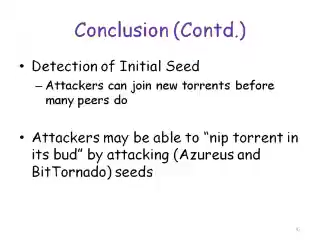 Conclusion (Contd.)
• Detection of Initial Seed
– Attackers can join new torrents before
many peers do
• Attackers may be able to “nip torrent in
its bud” by attacking (Azureus and
BitTornado) seeds